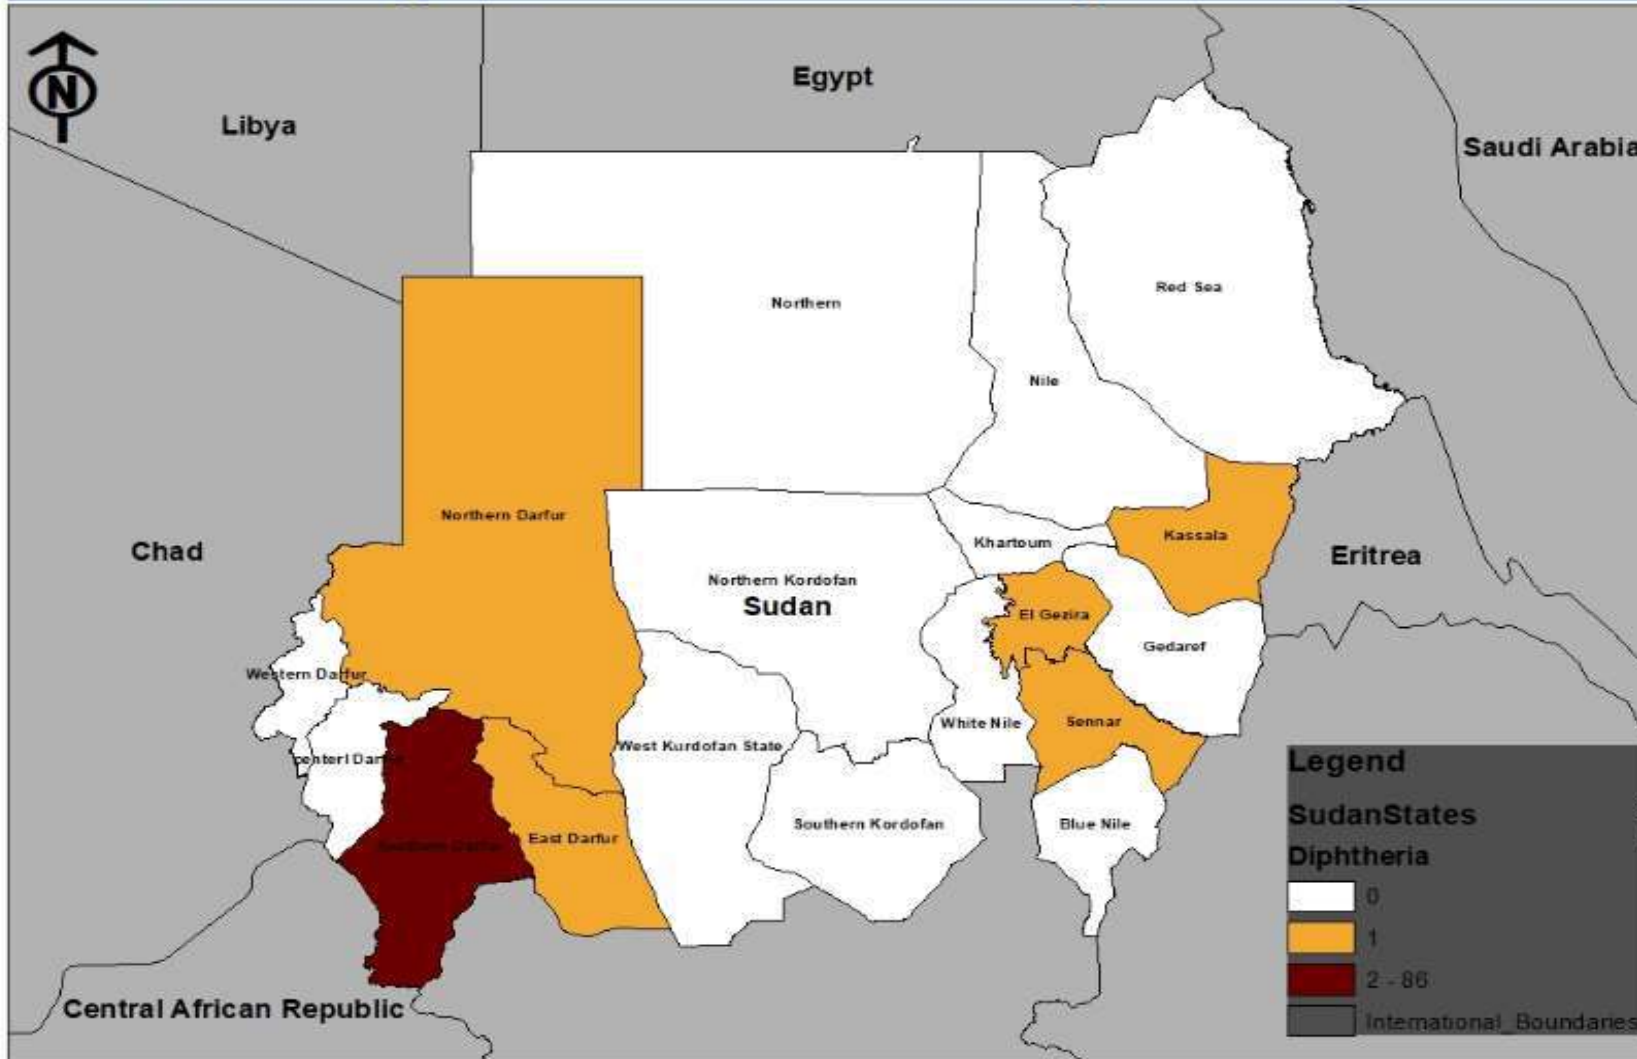 N
Egypt
Libya
Saudi Arabia
Red Sea
Northern
Nile
Northern Darfur
Kassala
Khartoum
Chad
Eritrea
Northern Kordofan
Sudan
El Gezira
Gedaref
Western Darfur
Sennar
White Nile
West Kurdofan State
Southern Kordofan
Blue Nile
East Darfur
Southern Darfur
Central African Republic
Legend
SudanStates
Diphtheria
0
1
2 - 86
International_Boundaries